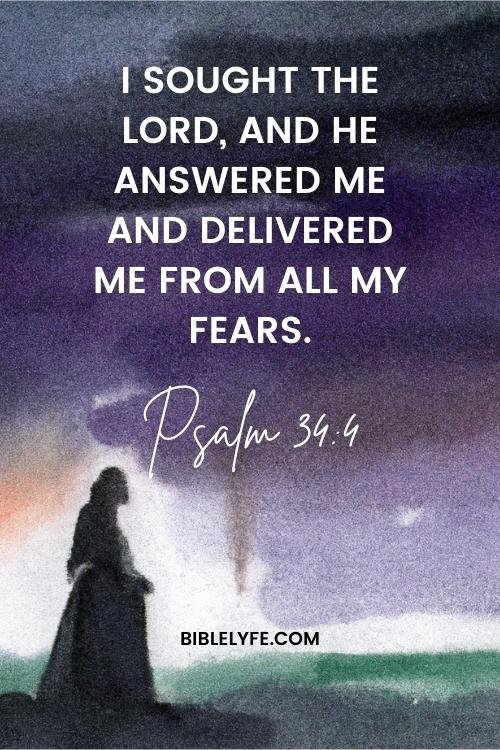 I SOUGHT THE
LORD, AND HE
ANSWERED ME
AND DELIVERED
ME FROM ALL MY
FEARS.
Psalm 34:4
BIBLELYFE.COM